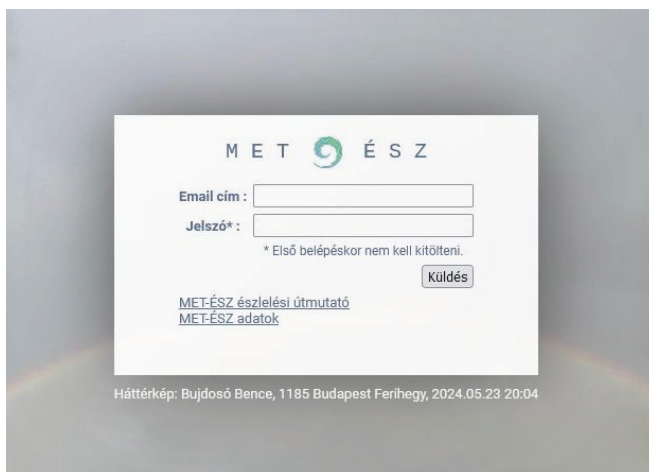 MET ÉSZ
Email cím :
Jelszó* :
* Első belépéskor nem kell kitölteni.
Küldés
MET-ÉSZ észlelési útmutató
MET-ÉSZ adatok
Háttérkép: Bujdosó Bence, 1185 Budapest Ferihegy, 2024.05.23 20:04